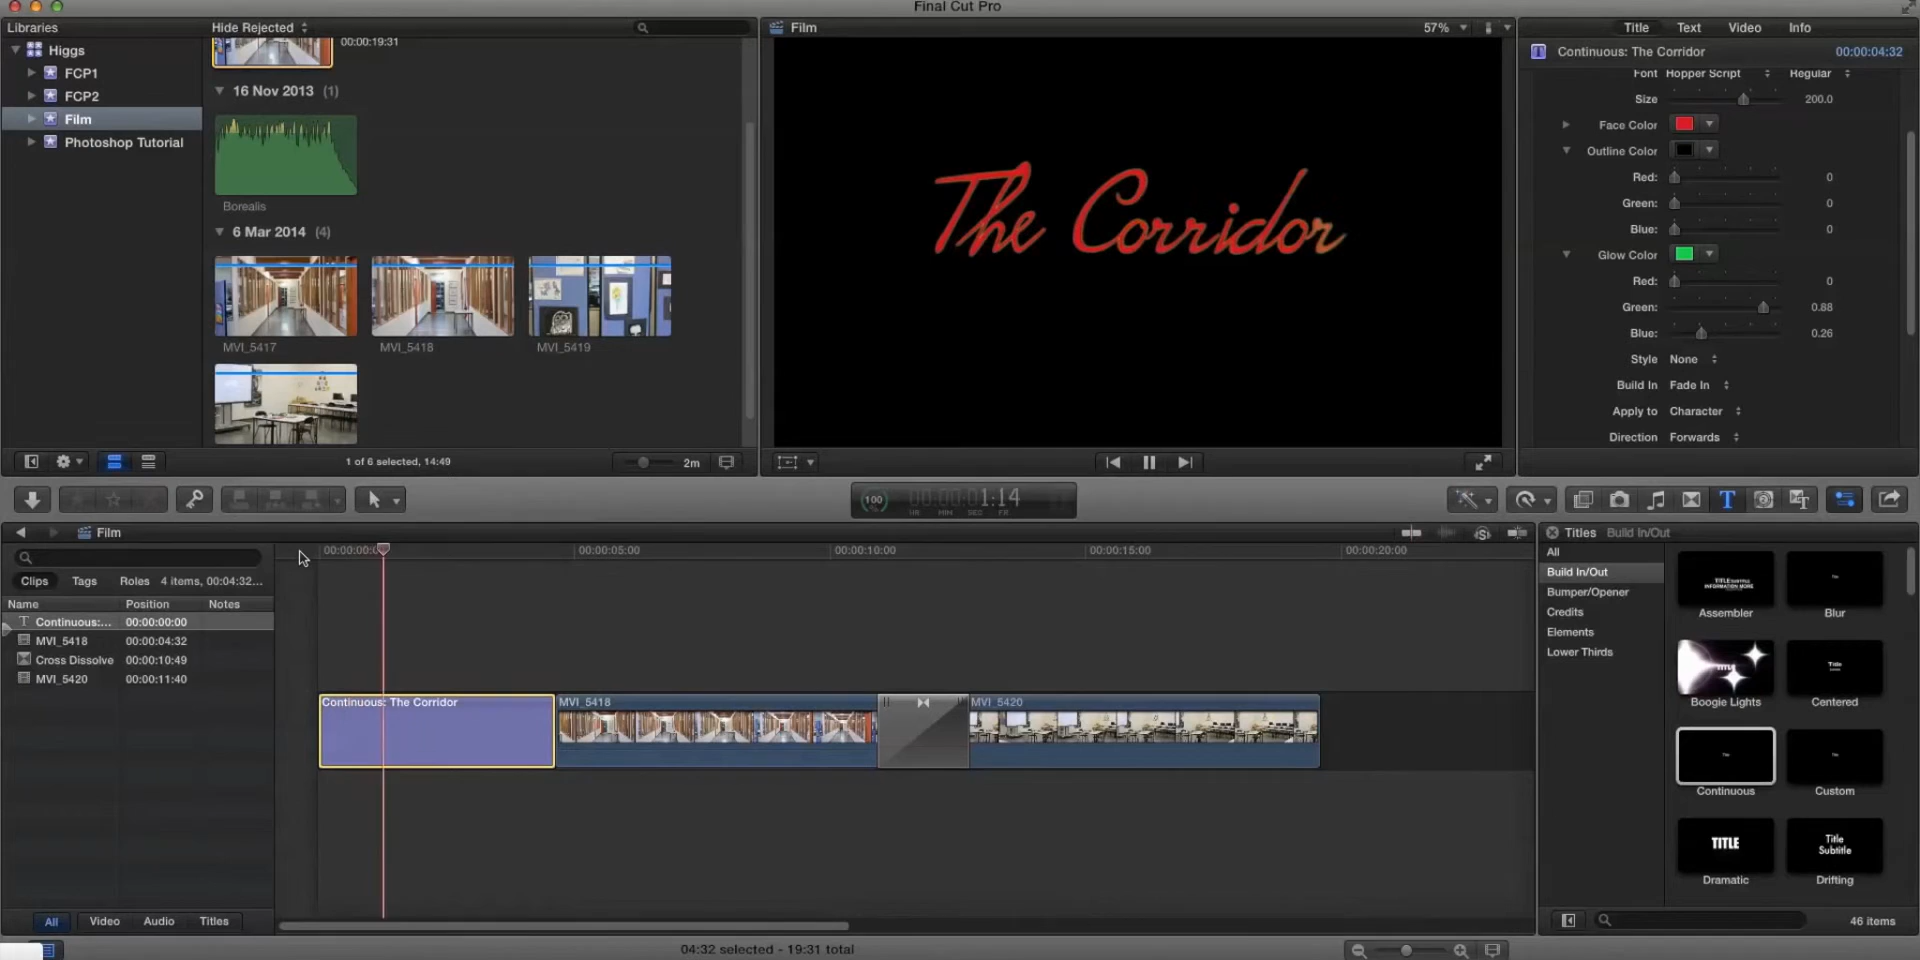 Final Cut Pro
Libraries
Hide Rejected
Higgs
FCP1
FCP2
Film
Photoshop Tutorial
00:00:19:31
16 Nov 2013 (1)
Borealis
6 Mar 2014 (4)
MVI_5417
MVI_5418
MVI_5419
1 of 6 selected, 14:49
2m
Film
57%
The Corridor
Title Text Video Info
Continuous: The Corridor 00:00:04:32
Font Hopper Script Regular
Size 200.0
Face Color
Outline Color
Red: 0
Green: 0
Blue: 0
Glow Color
Red: 0
Green: 0.88
Blue: 0.26
Style None
Build In Fade In
Apply to Character
Direction Forwards
100
00:00:01:14
HR MIN SEC FR
Film
Clips Tags Roles 4 items, 00:04:32...
Name Position Notes
Continuous:... 00:00:00:00
MVI_5418 00:00:04:32
Cross Dissolve 00:00:10:49
MVI_5420 00:00:11:40
All Video Audio Titles
00:00:05:00
00:00:10:00
00:00:15:00
00:00:20:00
Continuous: The Corridor
MVI_5418
MVI_5420
04:32 selected - 19:31 total
Titles Build In/Out
All
Build In/Out
Bumper/Opener
Credits
Elements
Lower Thirds
TITLE SUBTITLE
INFORMATION MORE
Assembler
Blur
Boogie Lights
Title
Centered
Continuous
Custom
TITLE
Dramatic
Title
Subtitle
Drifting
46 items